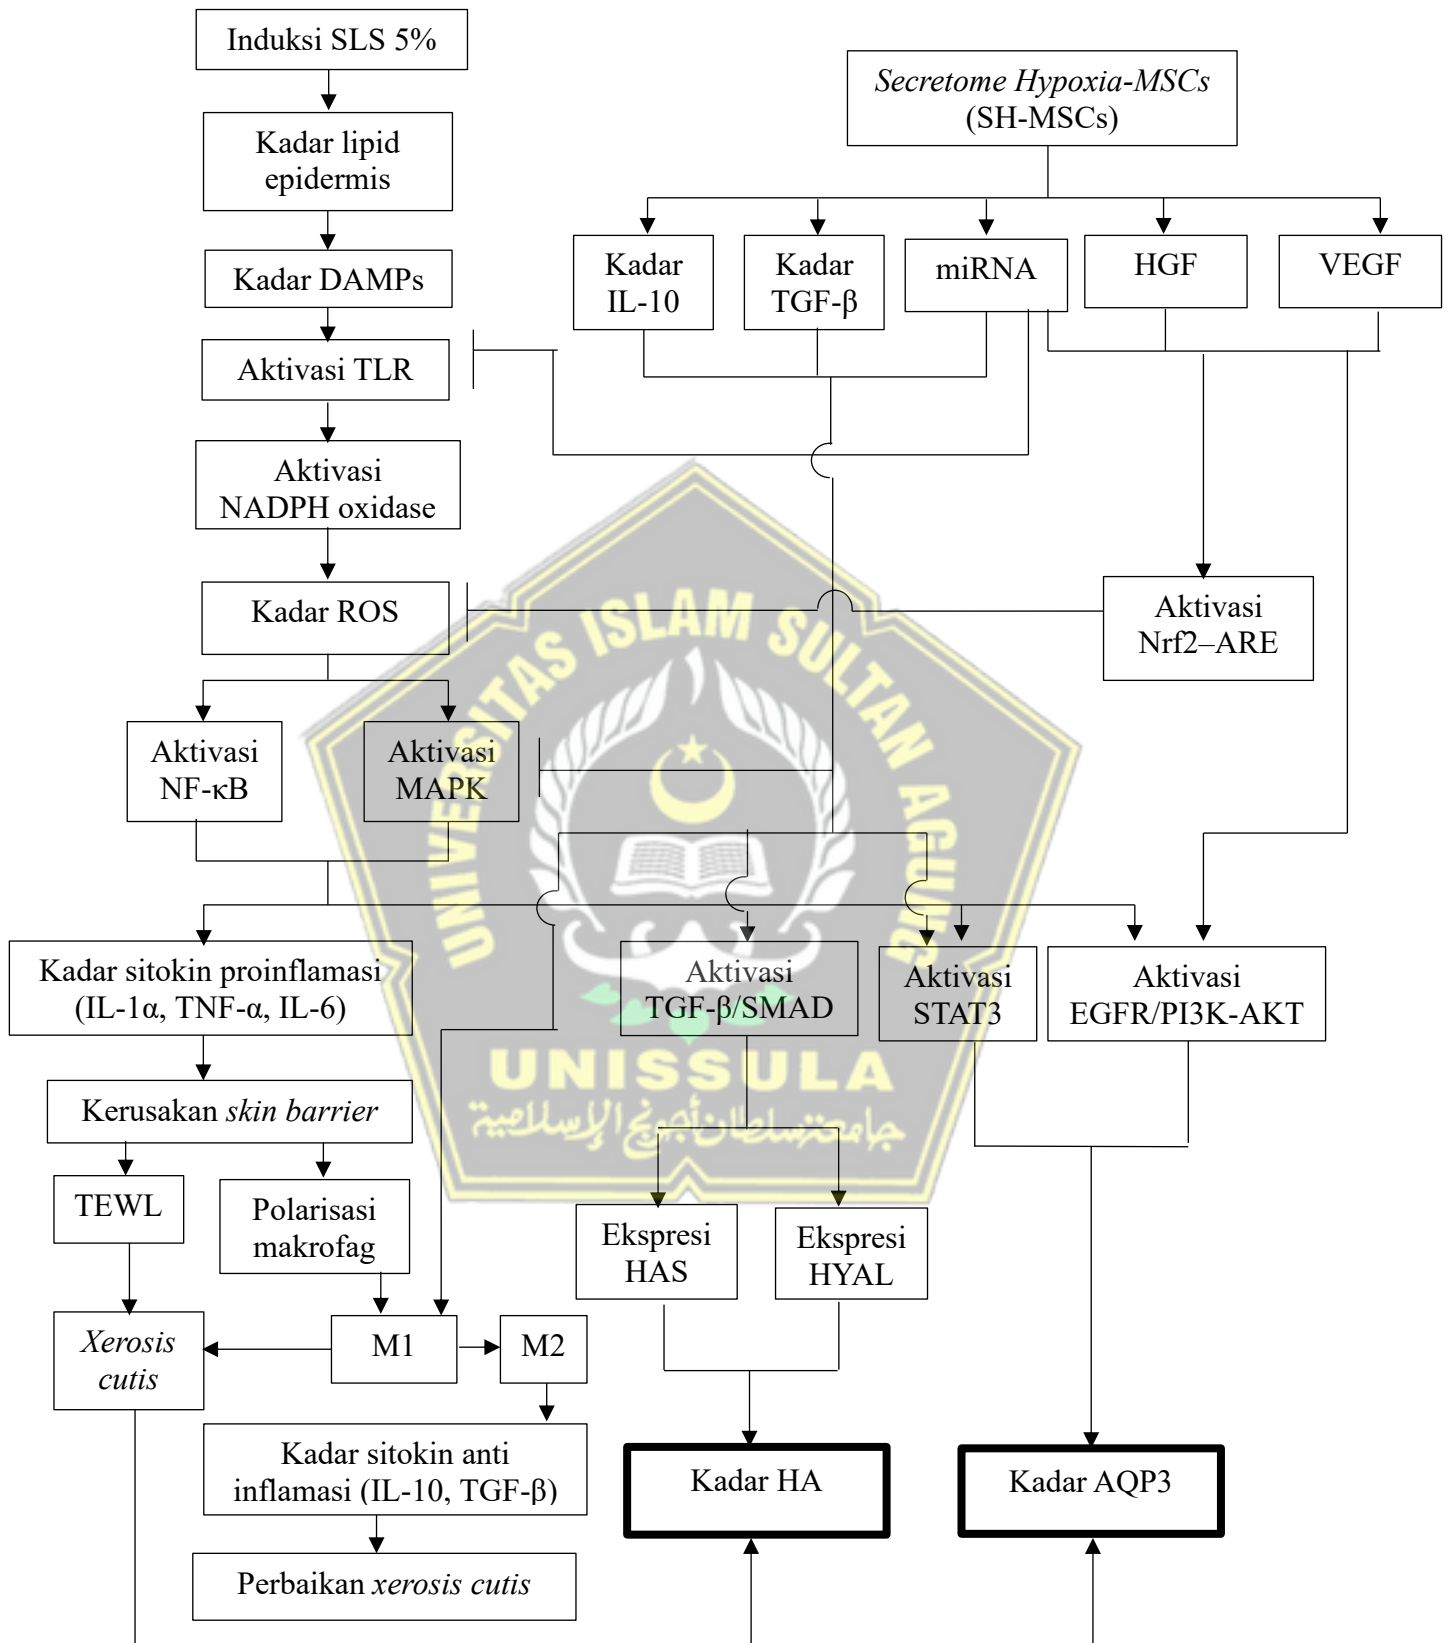 Induksi SLS 5%
Secretome Hypoxia-MSCs
(SH-MSCs)
Kadar lipid
epidermis
Kadar DAMPs
Kadar
IL-10
Kadar
TGF-β
miRNA
HGF
VEGF
Aktivasi TLR
Aktivasi
NADPH oxidase
Kadar ROS
Aktivasi
Nrf2–ARE
Aktivasi
NF-κB
Aktivasi
MAPK
UNIVERSITAS ISLAM SULTAN AGUNG
Kadar sitokin proinflamasi
(IL-1α, TNF-α, IL-6)
Aktivasi
TGF-β/SMAD
Aktivasi
STAT3
Aktivasi
EGFR/PI3K-AKT
UNISSULA
جامعتنسلطان أجونج الإسلامية
Kerusakan skin barrier
TEWL
Polarisasi
makrofag
Ekspresi
HAS
Ekspresi
HYAL
Xerosis
cutis
M1
M2
Kadar sitokin anti
inflamasi (IL-10, TGF-β)
Kadar HA
Kadar AQP3
Perbaikan xerosis cutis